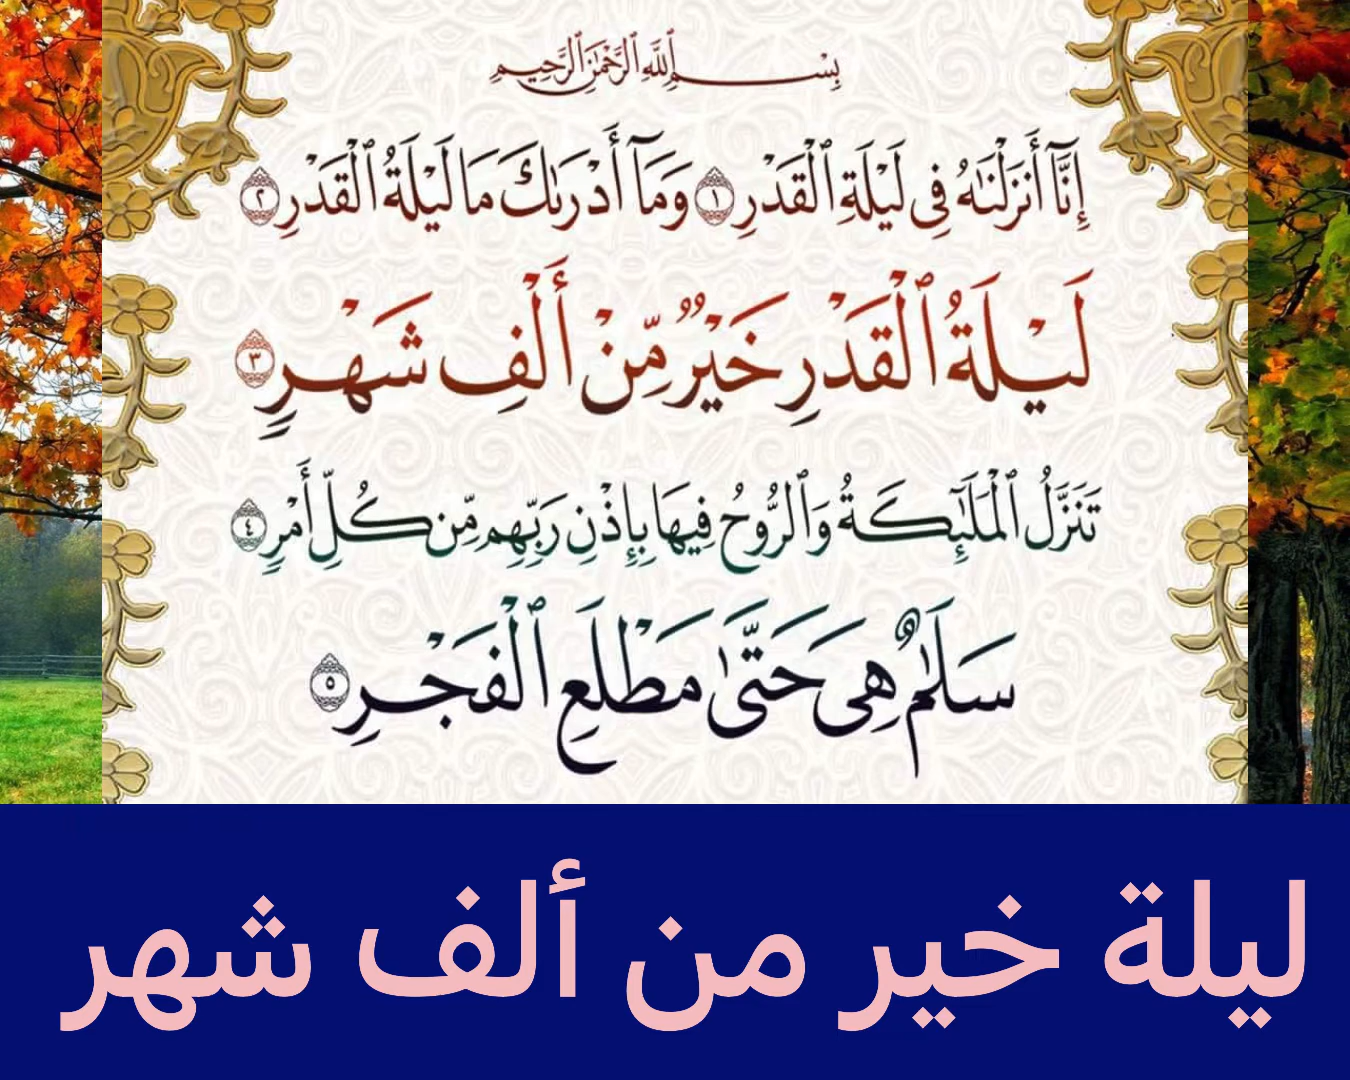 بِسْمِ ٱللَّهِ ٱلرَّحْمَٰنِ ٱلرَّحِيمِ
إِنَّآ أَنزَلْنَٰهُ فِى لَيْلَةِ ٱلْقَدْرِ ١ وَمَآ أَدْرَىٰكَ مَا لَيْلَةُ ٱلْقَدْرِ ٢
لَيْلَةُ ٱلْقَدْرِ خَيْرٌ مِّنْ أَلْفِ شَهْرٍ ٣
تَنَزَّلُ ٱلْمَلَٰٓئِكَةُ وَٱلرُّوحُ فِيهَا بِإِذْنِ رَبِّهِم مِّن كُلِّ أَمْرٍ ٤
سَلَٰمٌ هِىَ حَتَّىٰ مَطْلَعِ ٱلْفَجْرِ ٥
ليلة خير من ألف شهر